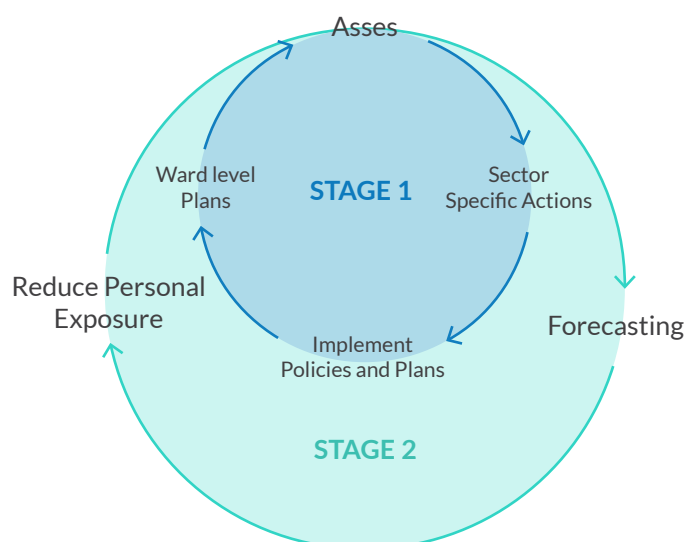 Asses
Ward level
Plans
STAGE 1
Sector
Specific Actions
Reduce Personal
Exposure
Forecasting
Implement
Policies and Plans
STAGE 2